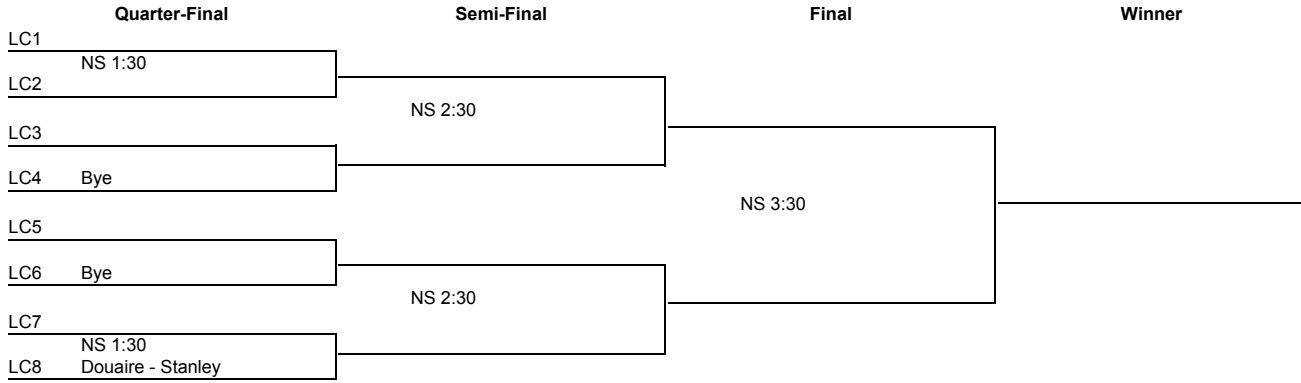 Quarter-Final Semi-Final Final Winner
LC1
NS 1:30
LC2
NS 2:30
LC3
LC4 Bye
NS 3:30
LC5
LC6 Bye
NS 2:30
LC7
NS 1:30
LC8 Douaire - Stanley